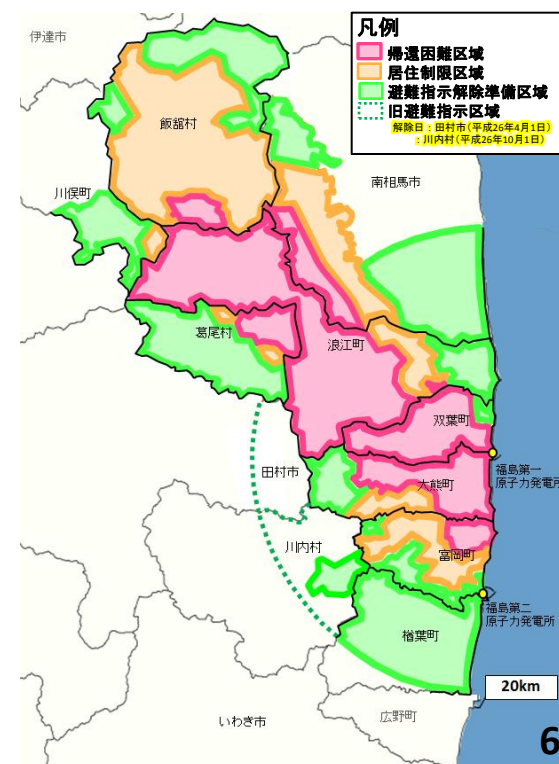 凡例
帰還困難区域
居住制限区域
避難指示解除準備区域
旧避難指示区域
解除日：田村市（平成26年4月1日）
：川内村（平成26年10月1日）
伊達市
飯舘村
南相馬市
川俣町
葛尾村
浪江町
双葉町
田村市
福島第一
原子力発電所
大熊町
川内村
富岡町
福島第二
原子力発電所
楢葉町
20km
広野町
いわき市
6